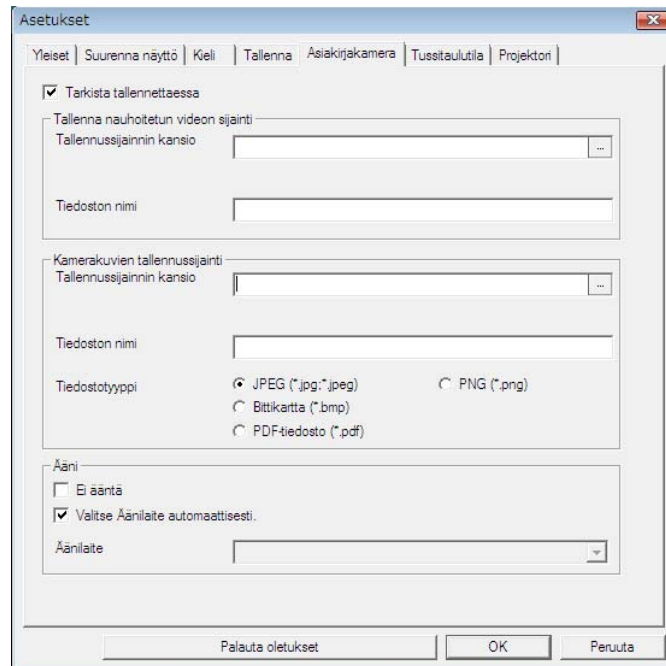 Asetukset
Yleiset Suurenna näyttö Kieli Tallenna Asiakirjakamera Tussitaulutila Projektori
Tarkista tallennettaessa
Tallenna nauhoitetun videon sijainti
Tallennussijainnin kansio ...
Tiedoston nimi
Kamerakuvien tallennussijainti
Tallennussijainnin kansio ...
Tiedoston nimi
Tiedostotyyppi JPEG (*.jpg;*.jpeg) PNG (*.png)
Bittikartta (*.bmp)
PDF-tiedosto (*.pdf)
Ääni
Ei ääntä
Valitse Äänilaite automaattisesti.
Äänilaite
Palauta oletukset OK Peruuta